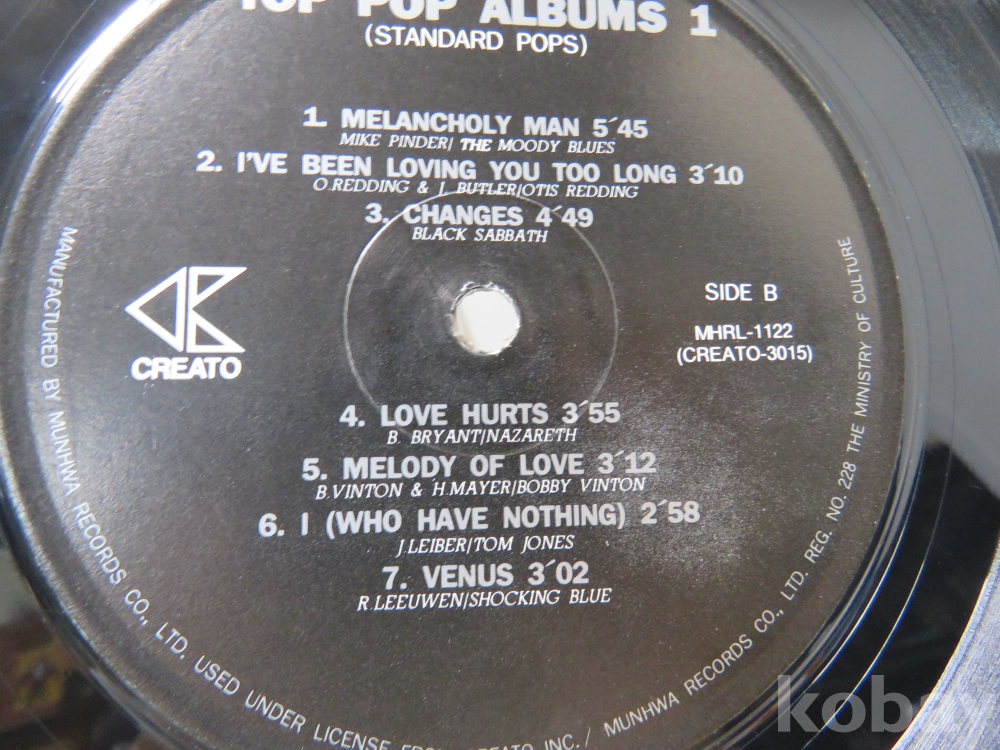 TOP POP ALBUMS 1
(STANDARD POPS)
1. MELANCHOLY MAN 5´45
MIKE PINDER/ THE MOODY BLUES
2. I'VE BEEN LOVING YOU TOO LONG 3´10
O.REDDING & J. BUTLER/OTIS REDDING
3. CHANGES 4´49
BLACK SABBATH
CREATO
SIDE B
MHRL-1122
(CREATO-3015)
4. LOVE HURTS 3´55
B. BRYANT/NAZARETH
5. MELODY OF LOVE 3´12
B.VINTON & H.MAYER/BOBBY VINTON
6. I (WHO HAVE NOTHING) 2´58
J.LEIBER/TOM JONES
7. VENUS 3´02
R.LEEUWEN/SHOCKING BLUE
MANUFACTURED BY MUNHWA RECORDS CO., LTD. USED UNDER LICENSE FROM CREATO INC./ MUNHWA RECORDS CO., LTD. REG. NO. 228 THE MINISTRY OF CULTURE
kobay